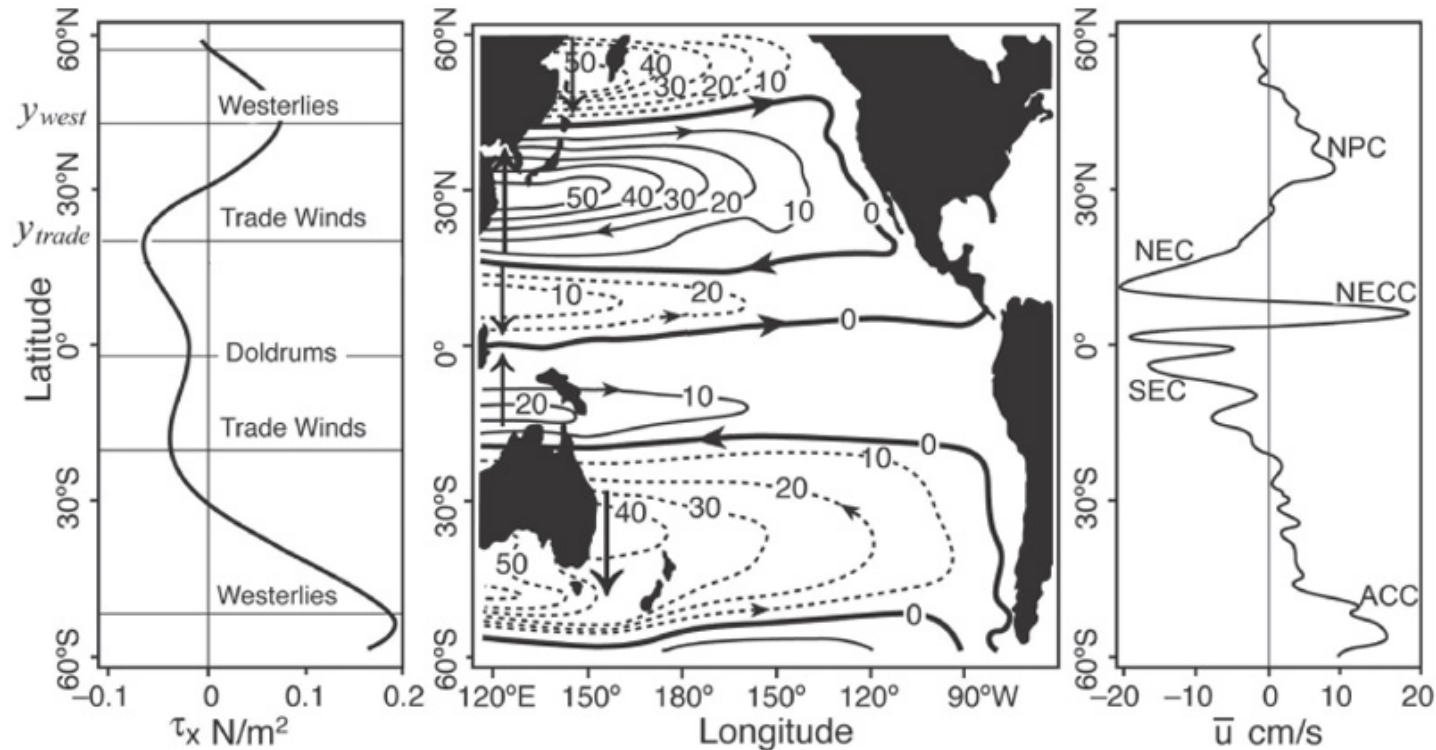 60°N
30°N
0°
30°S
60°S
Latitude
y_west
y_trade
Westerlies
Trade Winds
Doldrums
Trade Winds
Westerlies
–0.1 0 0.1 0.2
τx N/m²
50 40 30 20 10
50 40 30 20 10 0
10 20
0
20 10
0
10
20
30
40
50
0
60°N
30°N
0°
30°S
60°S
120°E 150° 180° 150° 120° 90°W
Longitude
60°N
30°N
0°
30°S
60°S
NPC
NEC
NECC
SEC
ACC
–20 –10 0 10 20
u̅ cm/s